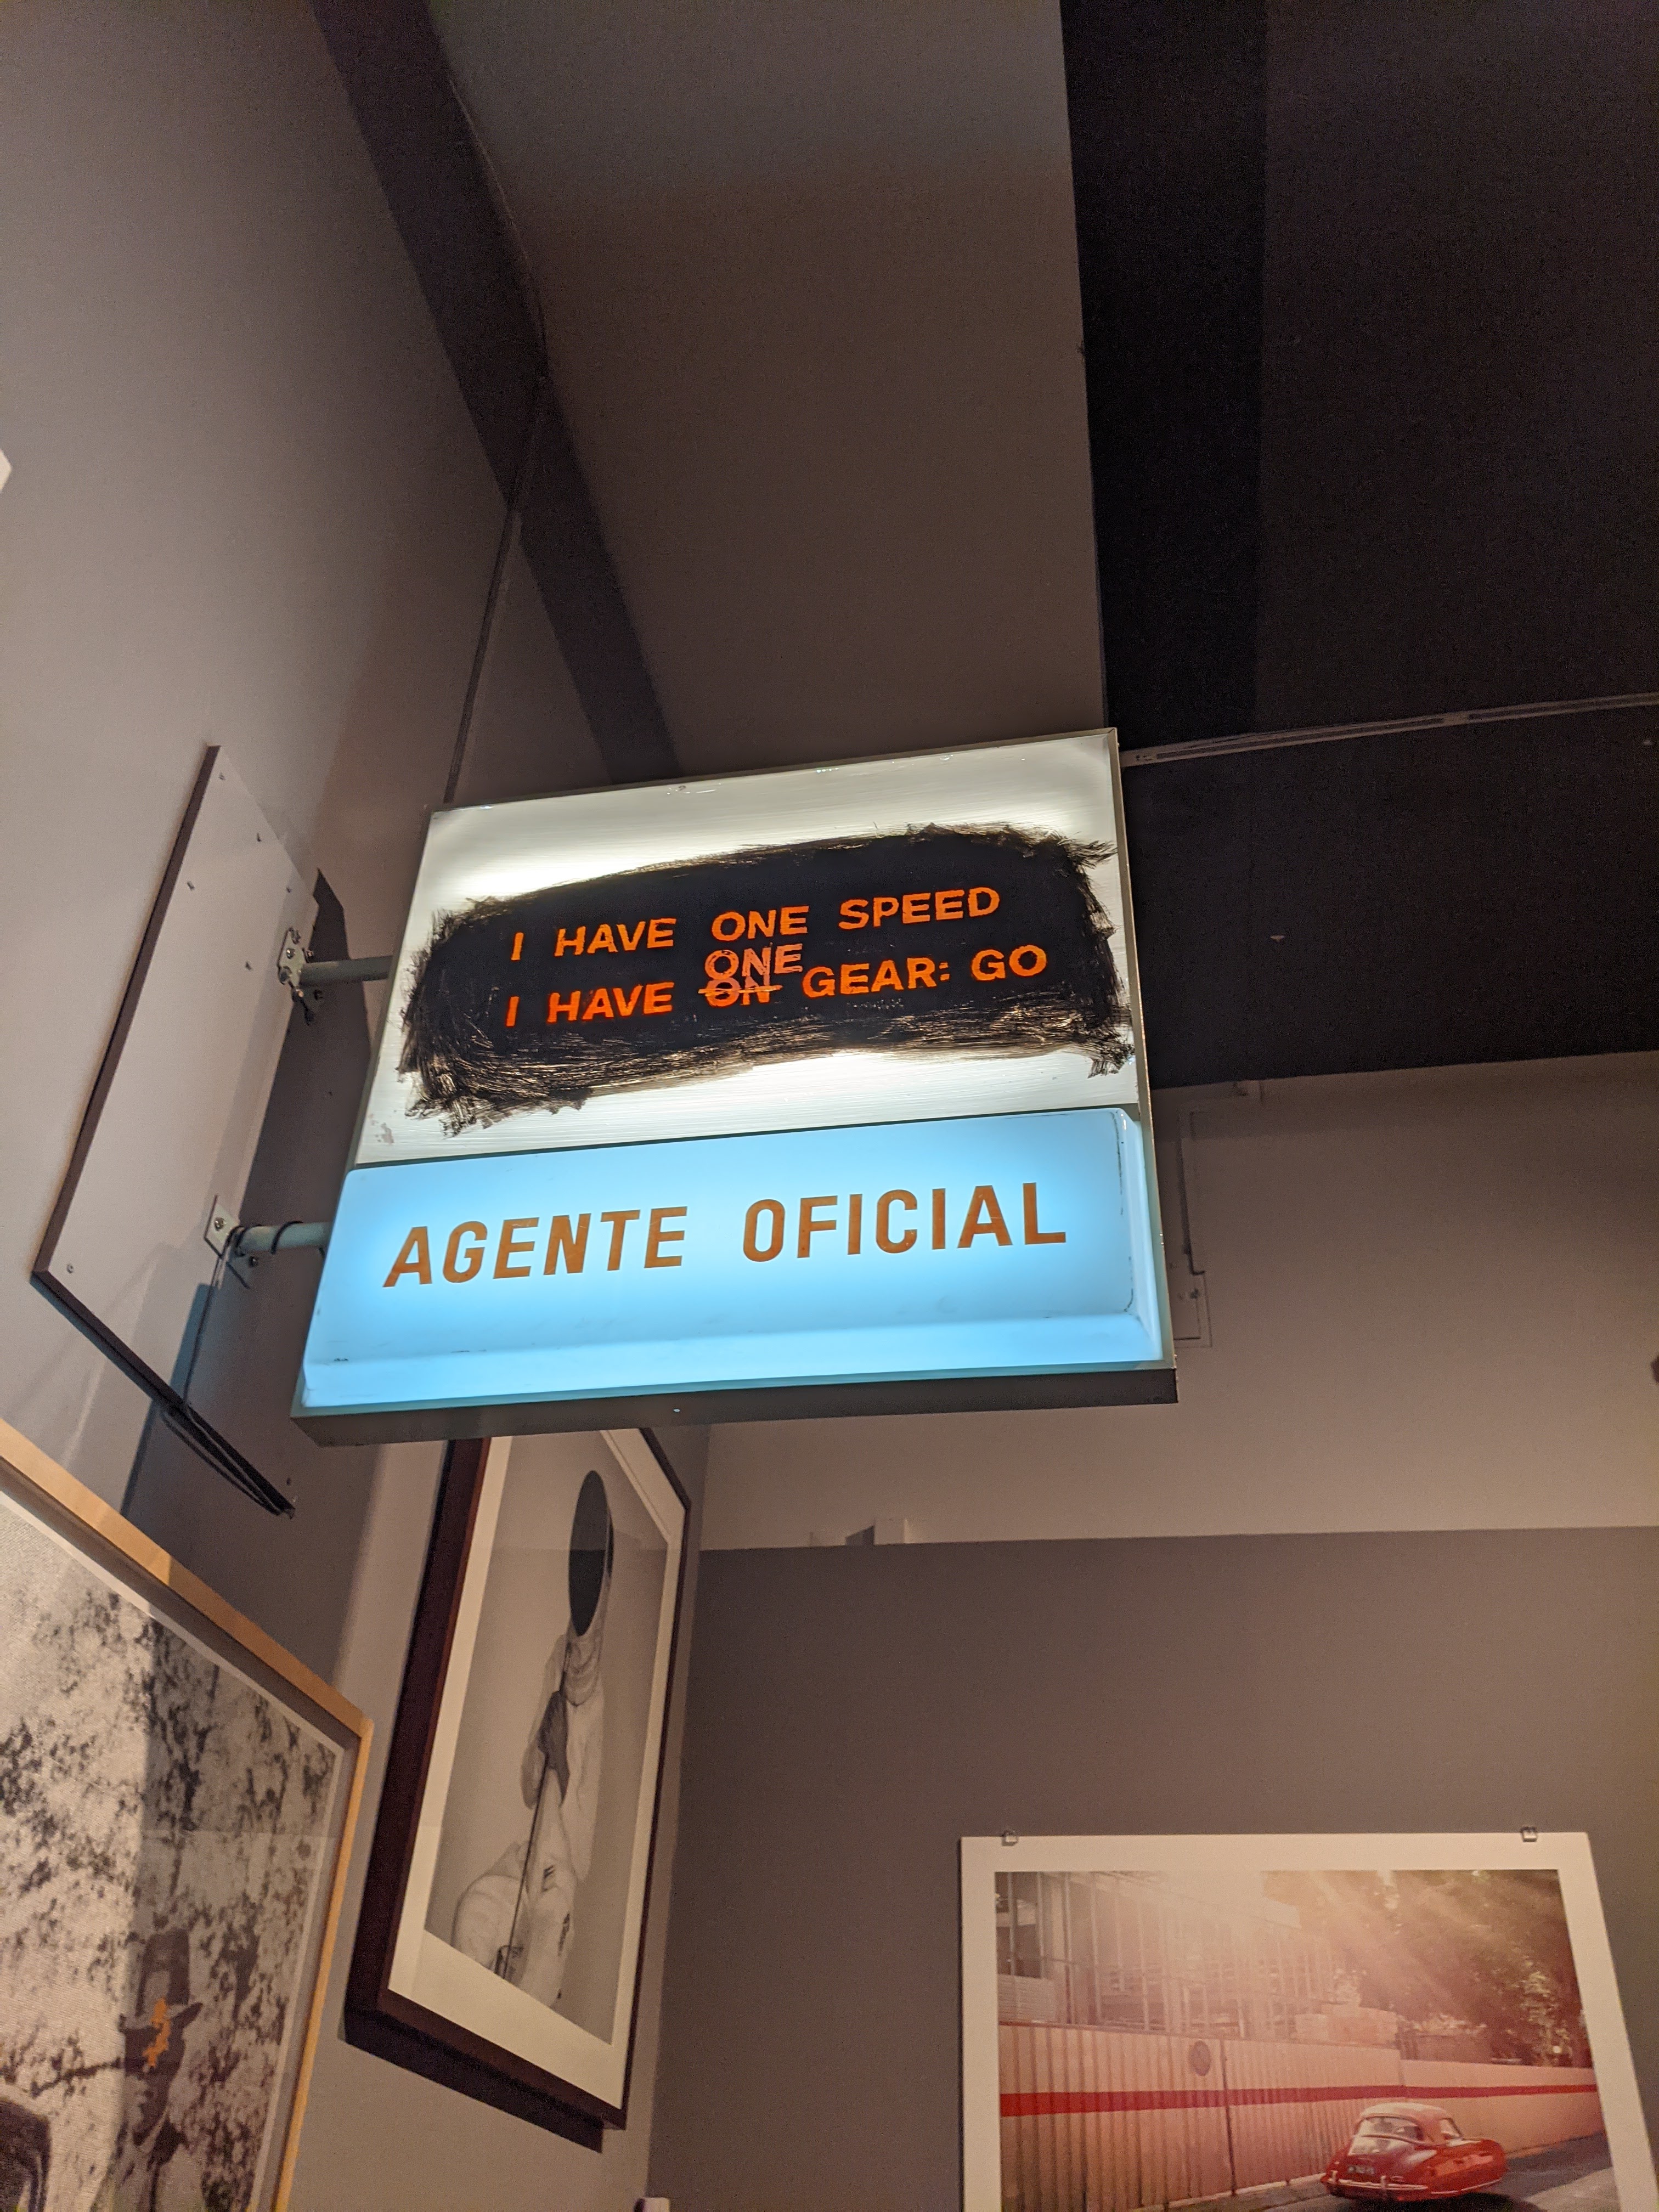 I HAVE ONE SPEED
ONE
I HAVE ON GEAR: GO
AGENTE OFICIAL